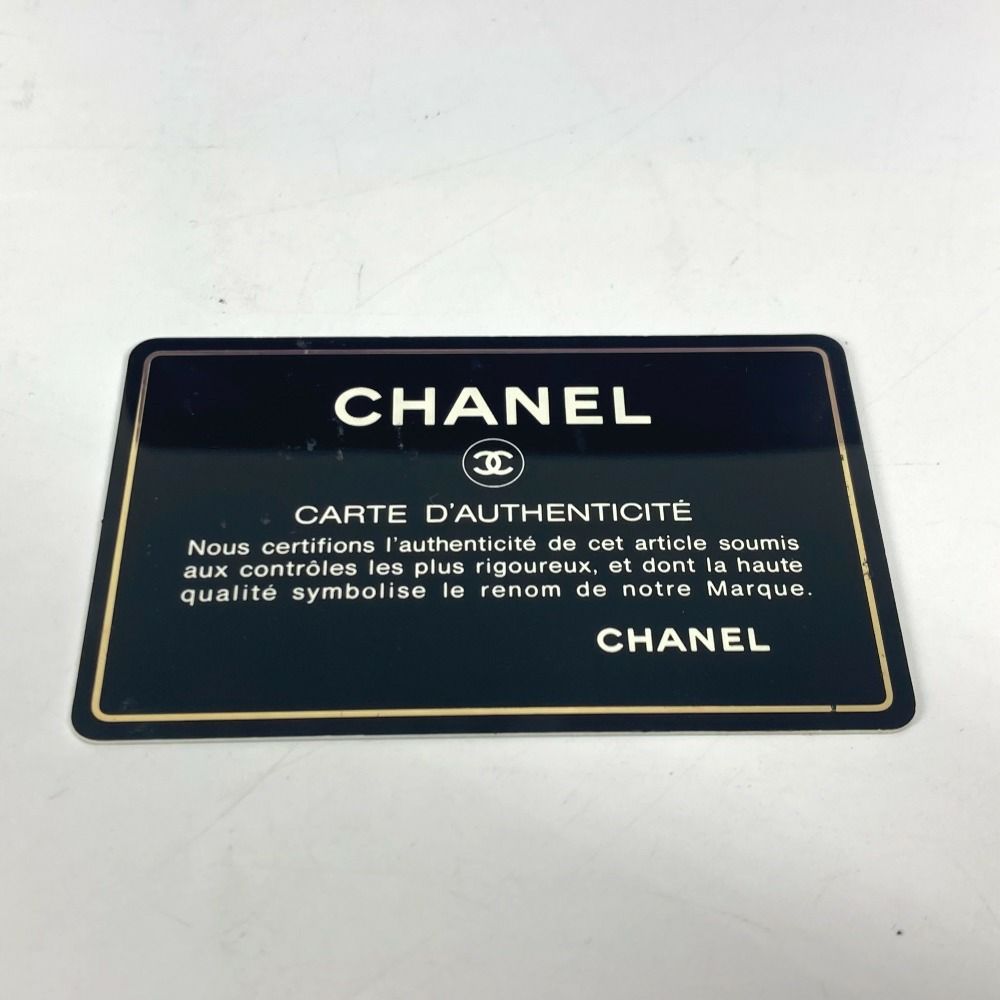 CHANEL
CARTE D'AUTHENTICITÉ
Nous certifions l'authenticité de cet article soumis
aux contrôles les plus rigoureux, et dont la haute
qualité symbolise le renom de notre Marque.
CHANEL